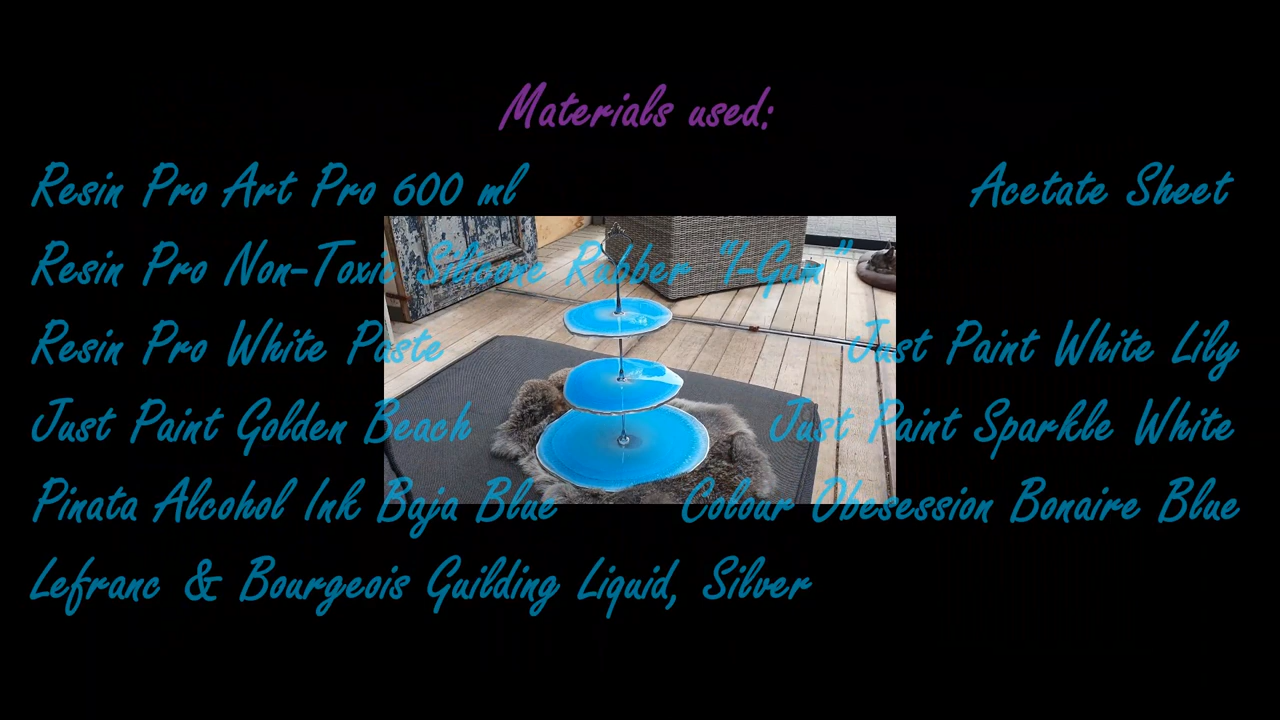 Materials used:
Resin Pro Art Pro 600 ml Acetate Sheet
Resin Pro Non-Toxic Silicone Rubber "I-Gum"
Resin Pro White Paste Just Paint White Lily
Just Paint Golden Beach Just Paint Sparkle White
Pinata Alcohol Ink Baja Blue Colour Obesession Bonaire Blue
Lefranc & Bourgeois Guilding Liquid, Silver